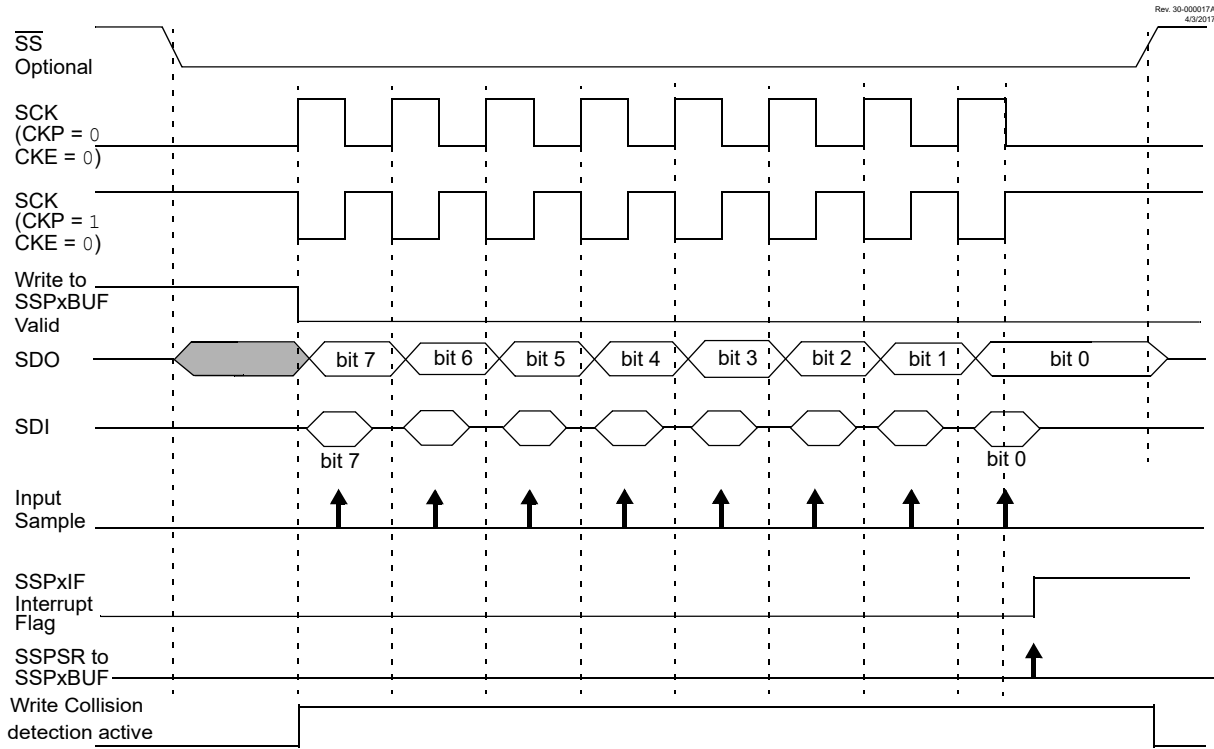 Rev. 30-000017A
4/3/2017
SS
Optional
SCK
(CKP = 0
CKE = 0)
SCK
(CKP = 1
CKE = 0)
Write to
SSPxBUF
Valid
SDO
bit 7
bit 6
bit 5
bit 4
bit 3
bit 2
bit 1
bit 0
SDI
bit 7
bit 0
Input
Sample
SSPxIF
Interrupt
Flag
SSPSR to
SSPxBUF
Write Collision
detection active